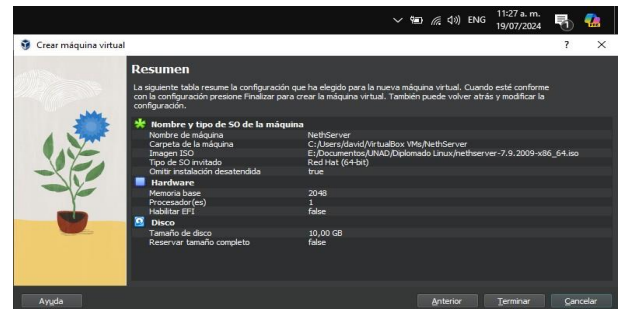 11:27 a. m.
ENG
19/07/2024
1
Crear máquina virtual
Resumen
La siguiente tabla resume la configuración que ha elegido para la nueva máquina virtual. Cuando esté conforme
con la configuración presione Finalizar para crear la máquina virtual. También puede volver atrás y modificar la
configuración.
Nombre y tipo de SO de la máquina
Nombre de máquina NethServer
Carpeta de la máquina C:/Users/david/VirtualBox VMs/NethServer
Imagen ISO E:/Documentos/UNAD/Diplomado Linux/nethserver-7.9.2009-x86_64.iso
Tipo de SO invitado Red Hat (64-bit)
Omitir instalación desatendida true
Hardware
Memoria base 2048
Procesador(es) 1
Habilitar EFI false
Disco
Tamaño de disco 10,00 GB
Reservar tamaño completo false
Ayuda Anterior Terminar Cancelar